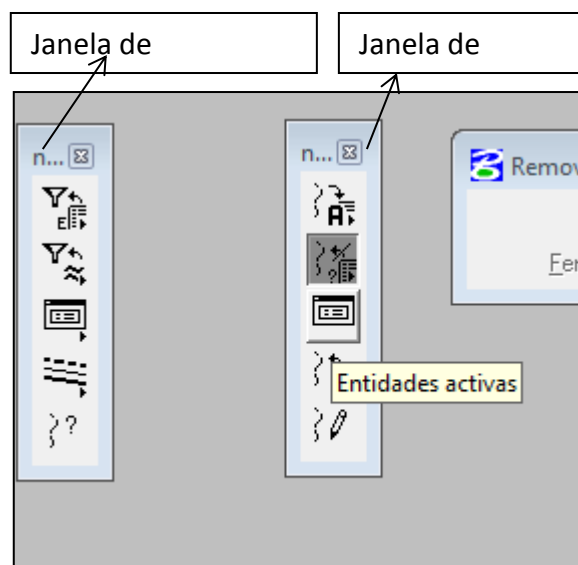 Janela de
Janela de
n...
n...
Remov
E
A
Fer
?
Entidades activas
?